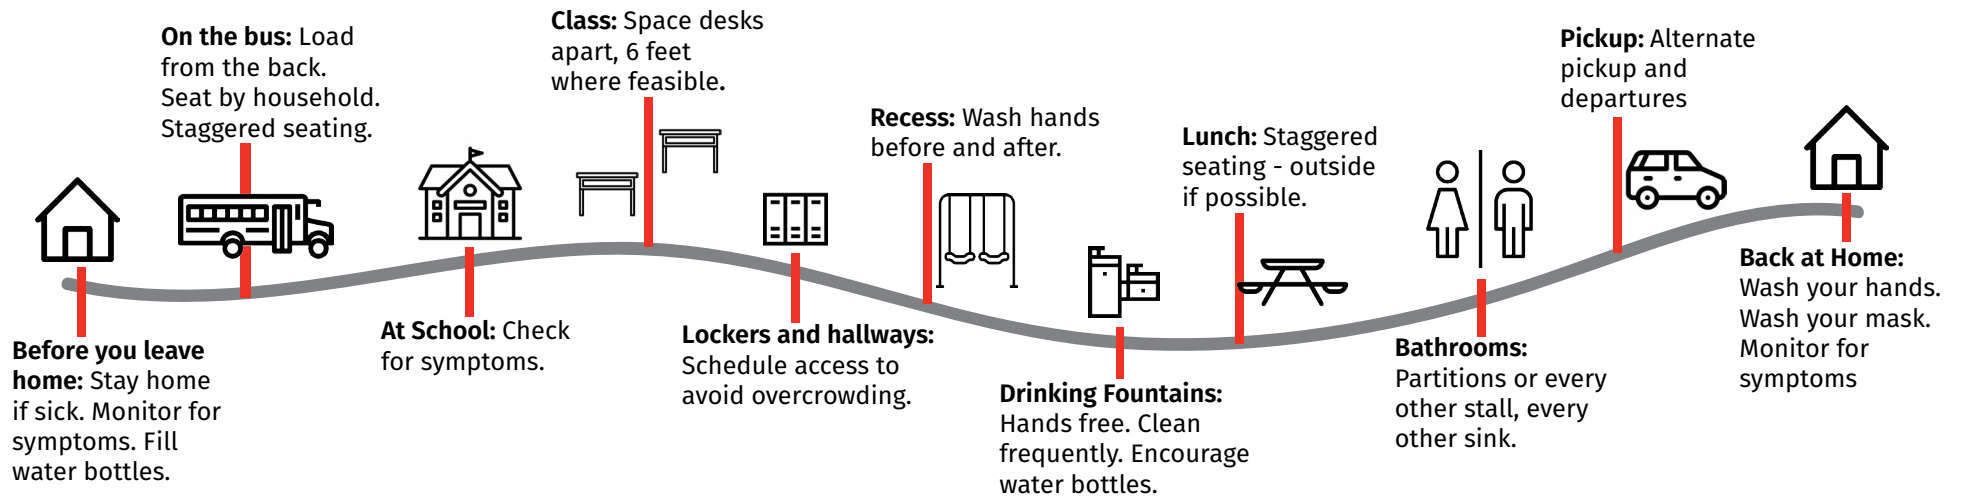 Before you leave
home: Stay home
if sick. Monitor for
symptoms. Fill
water bottles.
On the bus: Load
from the back.
Seat by household.
Staggered seating.
At School: Check
for symptoms.
Class: Space desks
apart, 6 feet
where feasible.
Lockers and hallways:
Schedule access to
avoid overcrowding.
Recess: Wash hands
before and after.
Drinking Fountains:
Hands free. Clean
frequently. Encourage
water bottles.
Lunch: Staggered
seating - outside
if possible.
Bathrooms:
Partitions or every
other stall, every
other sink.
Pickup: Alternate
pickup and
departures
Back at Home:
Wash your hands.
Wash your mask.
Monitor for
symptoms